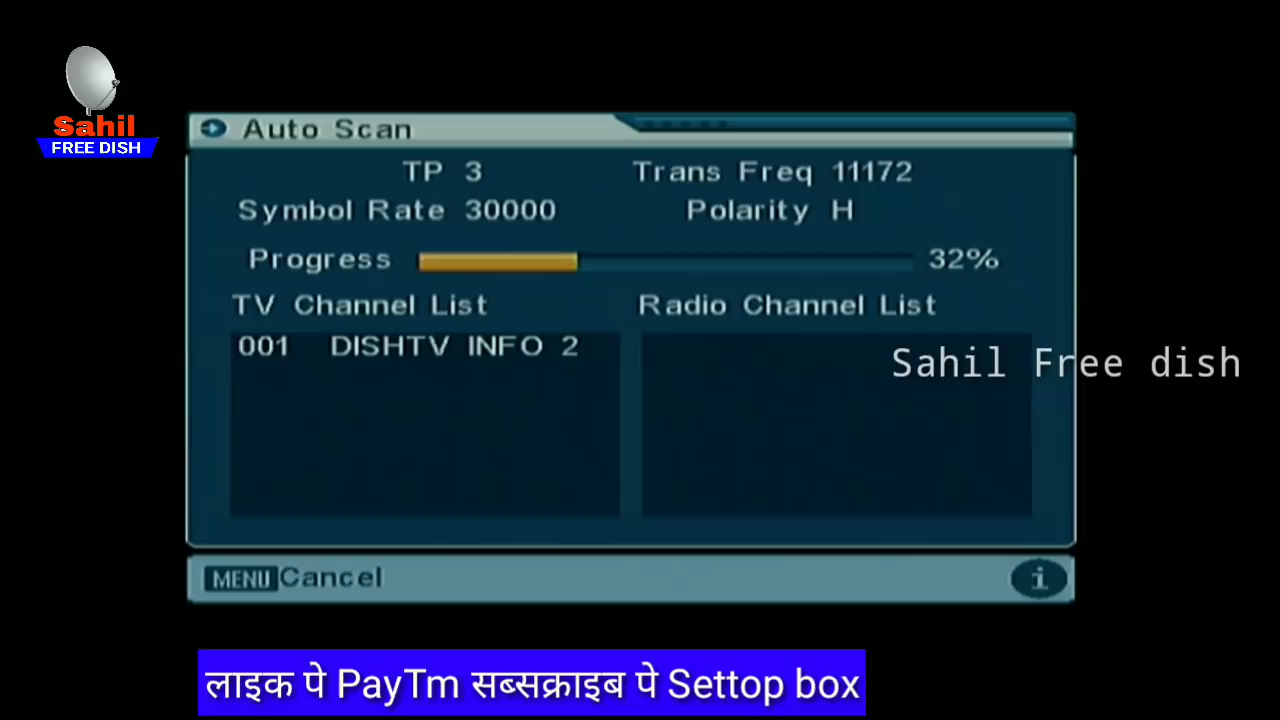 Sahil
FREE DISH
Auto Scan
TP 3 Trans Freq 11172
Symbol Rate 30000 Polarity H
Progress 32%
TV Channel List Radio Channel List
001 DISHTV INFO 2
Sahil Free dish
MENU Cancel i
लाइक पे PayTm सब्सक्राइब पे Settop box